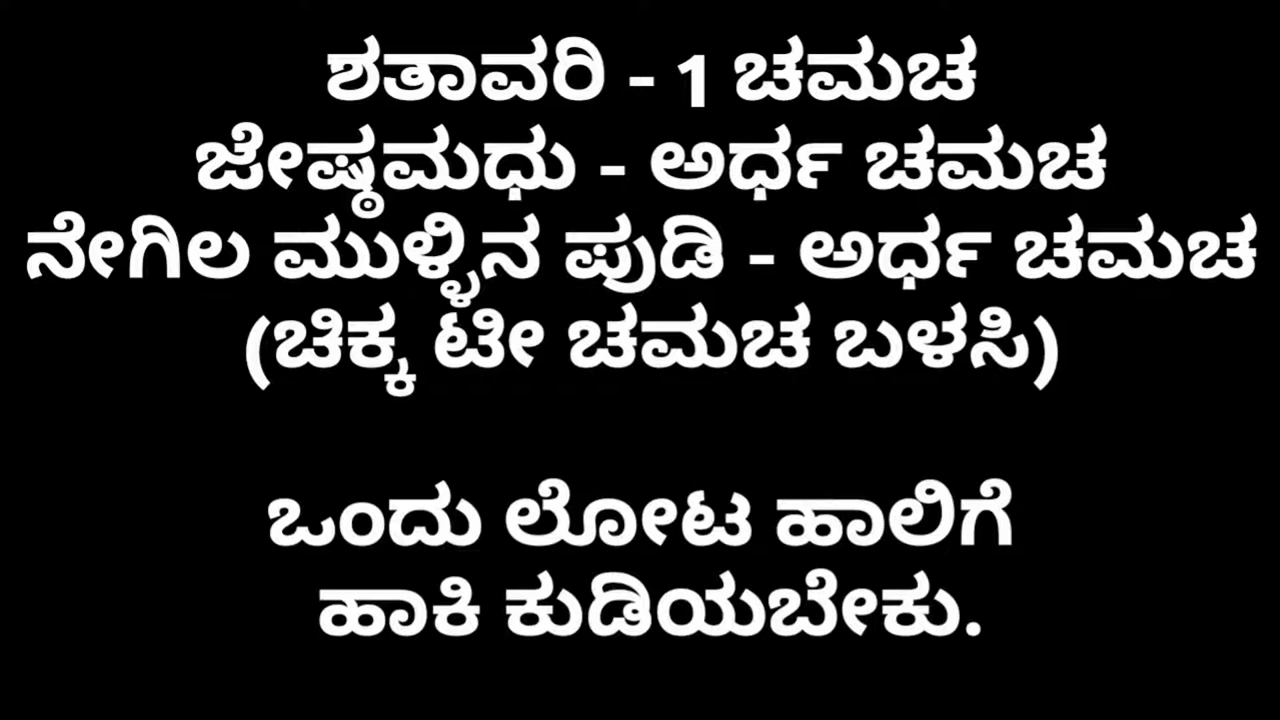 ಶತಾವರಿ - 1 ಚಮಚ
ಜೇಷ್ಠಮಧು - ಅರ್ಧ ಚಮಚ
ನೇಗಿಲ ಮುಳ್ಳಿನ ಪುಡಿ - ಅರ್ಧ ಚಮಚ
(ಚಿಕ್ಕ ಟೀ ಚಮಚ ಬಳಸಿ)
ಒಂದು ಲೋಟ ಹಾಲಿಗೆ
ಹಾಕಿ ಕುಡಿಯಬೇಕು.